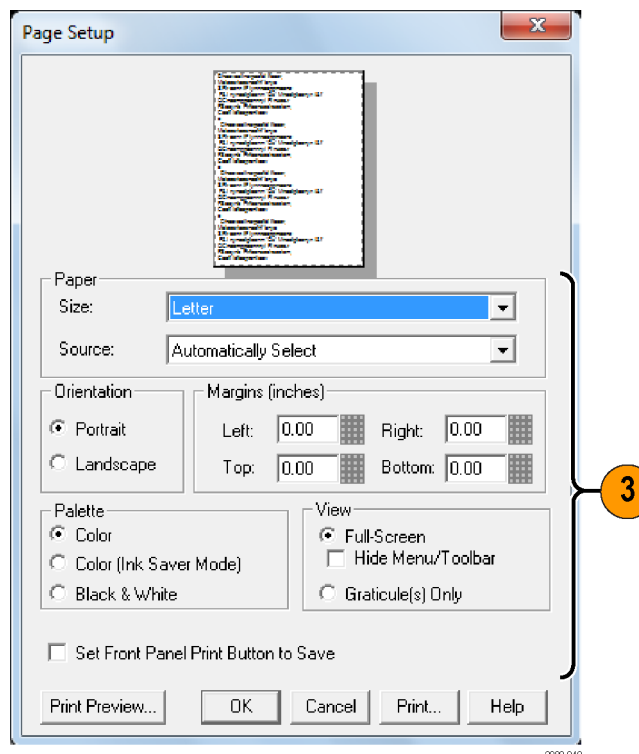 Page Setup
Paper
Size: Letter
Source: Automatically Select
Orientation
Portrait
Landscape
Margins (inches)
Left: 0.00 Right: 0.00
Top: 0.00 Bottom: 0.00
Palette
Color
Color (Ink Saver Mode)
Black & White
View
Full-Screen
Hide Menu/Toolbar
Graticule(s) Only
Set Front Panel Print Button to Save
Print Preview... OK Cancel Print... Help
3